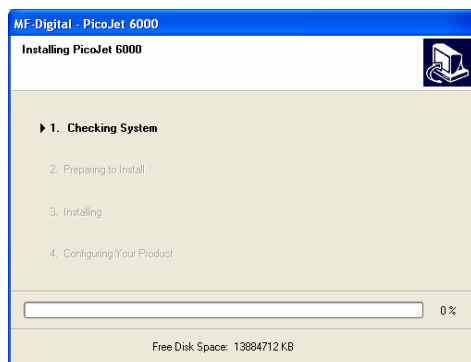 MF-Digital - PicoJet 6000
Installing PicoJet 6000
1. Checking System
2. Preparing to Install
3. Installing
4. Configuring Your Product
0 %
Free Disk Space: 13884712 KB